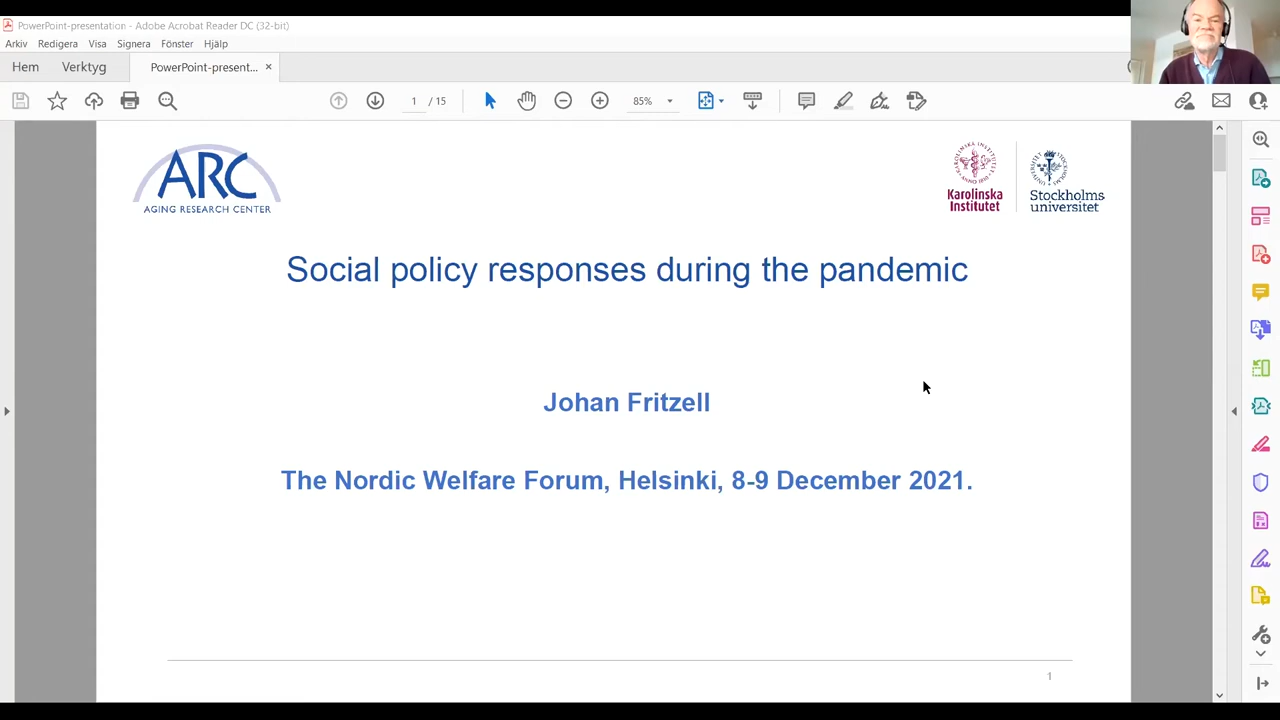 PowerPoint-presentation - Adobe Acrobat Reader DC (32-bit)
Arkiv Redigera Visa Signera Fönster Hjälp
Hem Verktyg PowerPoint-present... ×
1 / 15 85%
ARC
AGING RESEARCH CENTER
Karolinska
Institutet
Stockholms
universitet
Social policy responses during the pandemic
Johan Fritzell
The Nordic Welfare Forum, Helsinki, 8-9 December 2021.
1